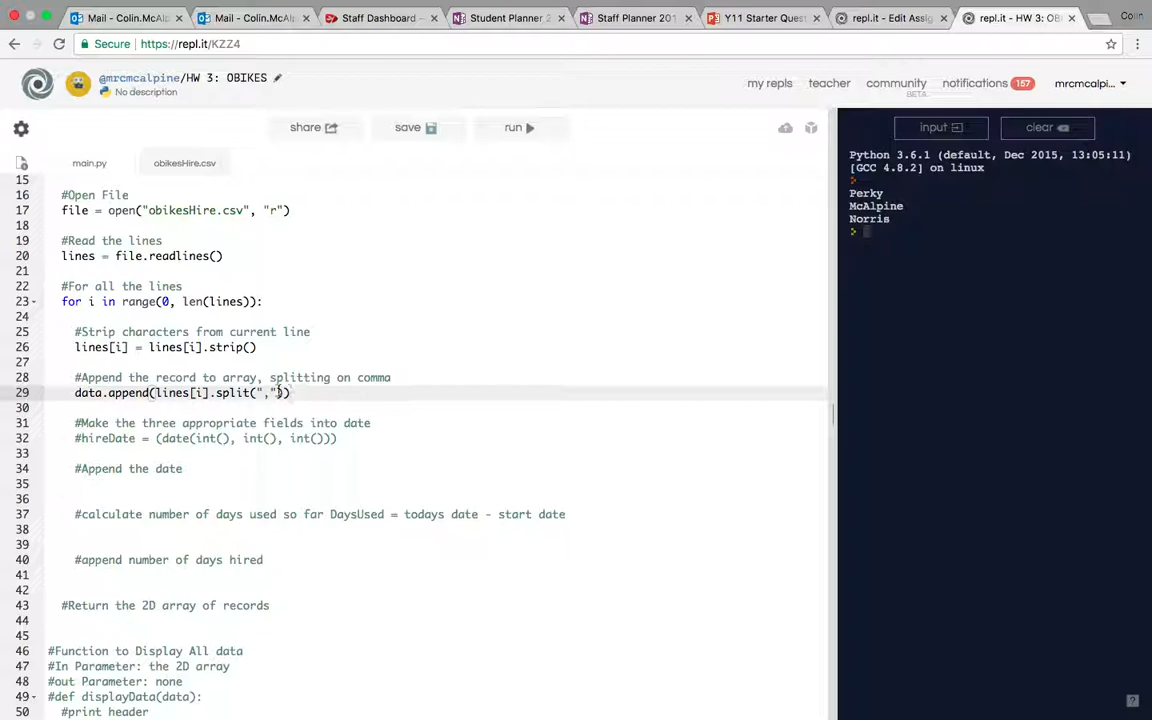 Mail - Colin.McAl
Mail - Colin.McAl
Staff Dashboard -
Student Planner 2
Staff Planner 201
Y11 Starter Quest
repl.it - Edit Assig
repl.it - HW 3: OB
Colin
Secure
https://repl.it/KZZ4
@mrcmcalpine/HW 3: OBIKES
No description
my repls
teacher
community
BETA
notifications
157
mrcmcalpi...
share
save
run
input
clear
main.py
obikesHire.csv
15
16 #Open File
17 file = open("obikesHire.csv", "r")
18
19 #Read the lines
20 lines = file.readlines()
21
22 #For all the lines
23 for i in range(0, len(lines)):
24
25 #Strip characters from current line
26 lines[i] = lines[i].strip()
27
28 #Append the record to array, splitting on comma
29 data.append(lines[i].split(","))
30
31 #Make the three appropriate fields into date
32 #hireDate = (date(int(), int(), int()))
33
34 #Append the date
35
36
37 #calculate number of days used so far DaysUsed = todays date - start date
38
39
40 #append number of days hired
41
42
43 #Return the 2D array of records
44
45
46 #Function to Display All data
47 #In Parameter: the 2D array
48 #out Parameter: none
49 #def displayData(data):
50 #print header
Python 3.6.1 (default, Dec 2015, 13:05:11)
[GCC 4.8.2] on linux
Perky
McAlpine
Norris
?